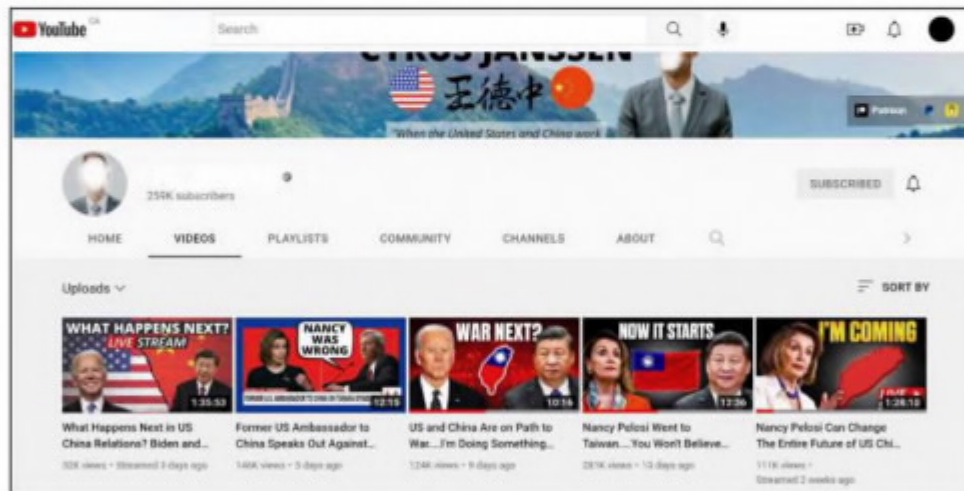 YouTube CA
Search
CYRUS JANSSEN
王德中
"When the United States and China work
Patreon
259K subscribers
SUBSCRIBED
HOME VIDEOS PLAYLISTS COMMUNITY CHANNELS ABOUT
Uploads
SORT BY
WHAT HAPPENS NEXT?
LIVE STREAM
1:35:53
What Happens Next in US
China Relations? Biden and...
Streamed 3 days ago
NANCY
WAS
WRONG
12:15
Former US Ambassador to
China Speaks Out Against...
146K views • 5 days ago
WAR NEXT?
10:16
US and China Are on Path to
War....I'm Doing Something...
124K views • 9 days ago
NOW IT STARTS
12:36
Nancy Pelosi Went to
Taiwan....You Won't Believe...
281K views • 13 days ago
I'M COMING
LIVE
1:28:10
Nancy Pelosi Can Change
The Entire Future of US Chi...
111K views •
Streamed 2 weeks ago